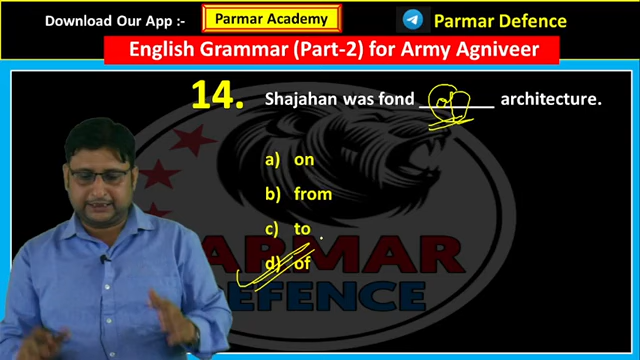 Download Our App :- Parmar Academy Parmar Defence
English Grammar (Part-2) for Army Agniveer
14. Shajahan was fond of architecture.
a) on
b) from
c) to
d) of
PARMAR
DEFENCE